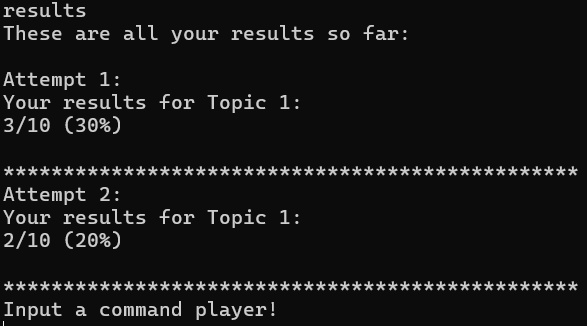 results
These are all your results so far:
Attempt 1:
Your results for Topic 1:
3/10 (30%)
************************************************
Attempt 2:
Your results for Topic 1:
2/10 (20%)
************************************************
Input a command player!